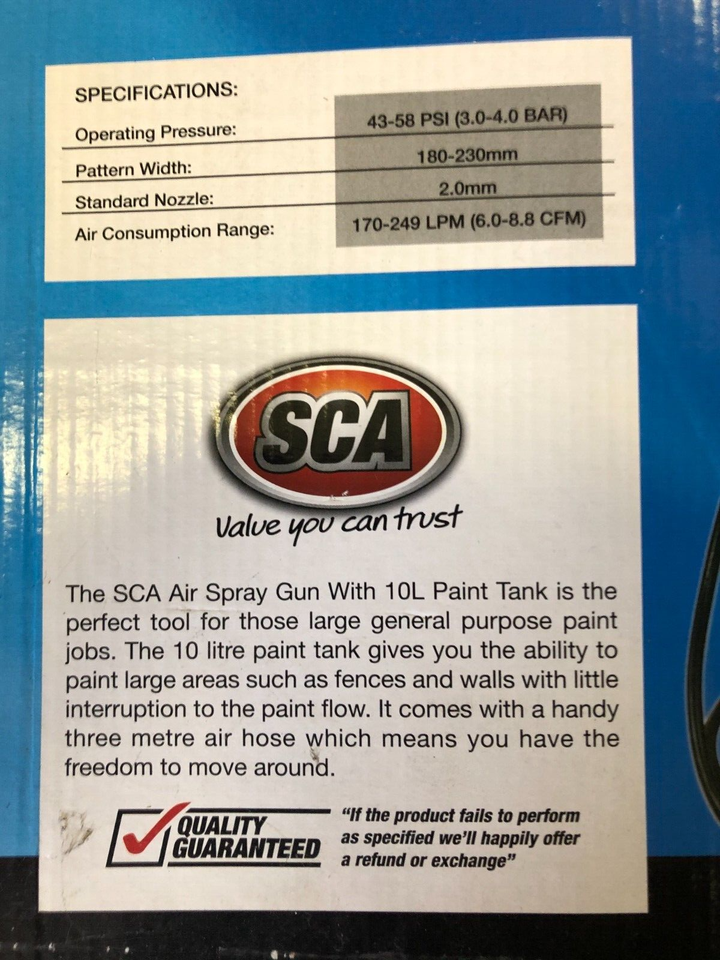 SPECIFICATIONS:
Operating Pressure: 43-58 PSI (3.0-4.0 BAR)
Pattern Width: 180-230mm
Standard Nozzle: 2.0mm
Air Consumption Range: 170-249 LPM (6.0-8.8 CFM)
SCA
Value you can trust
The SCA Air Spray Gun With 10L Paint Tank is the
perfect tool for those large general purpose paint
jobs. The 10 litre paint tank gives you the ability to
paint large areas such as fences and walls with little
interruption to the paint flow. It comes with a handy
three metre air hose which means you have the
freedom to move around.
QUALITY
GUARANTEED
"If the product fails to perform
as specified we'll happily offer
a refund or exchange"